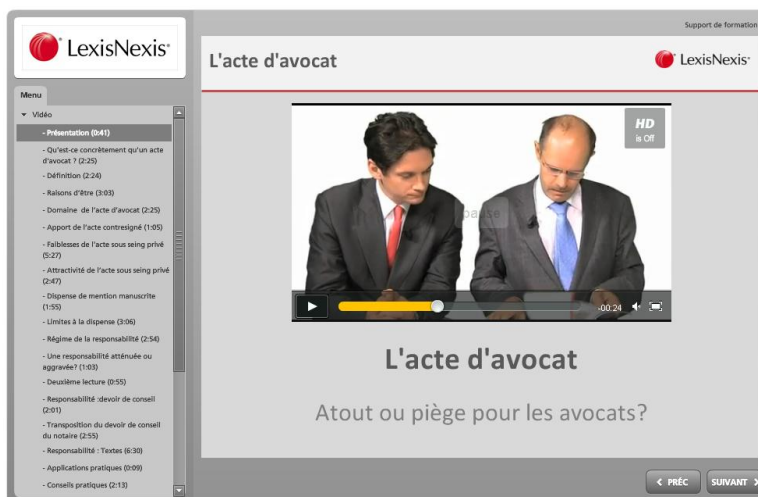 Support de formation
LexisNexis®
L'acte d'avocat
LexisNexis®
Menu
Vidéo
- Présentation (0:41)
- Qu'est-ce concrètement qu'un acte
d'avocat ? (2:25)
- Définition (2:24)
- Raisons d'être (3:03)
- Domaine de l'acte d'avocat (2:25)
- Apport de l'acte contresigné (1:05)
- Faiblesses de l'acte sous seing privé
(5:27)
- Attractivité de l'acte sous seing privé
(2:47)
- Dispense de mention manuscrite
(1:55)
- Limites à la dispense (3:06)
- Régime de la responsabilité (2:54)
- Une responsabilité atténuée ou
aggravée? (1:03)
- Deuxième lecture (0:55)
- Responsabilité :devoir de conseil
(2:01)
- Transposition du devoir de conseil
du notaire (2:55)
- Responsabilité : Textes (6:30)
- Applications pratiques (0:09)
- Conseils pratiques (2:13)
HD
is Off
pause
-00:24
L'acte d'avocat
Atout ou piège pour les avocats?
< PRÉC
SUIVANT >